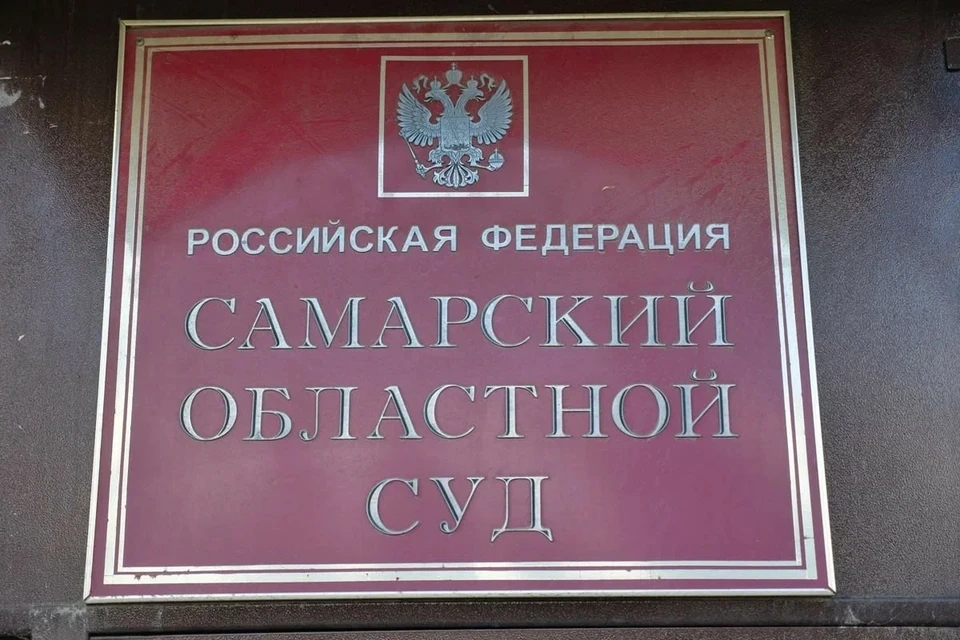 РОССИЙСКАЯ ФЕДЕРАЦИЯ
САМАРСКИЙ
ОБЛАСТНОЙ
СУД